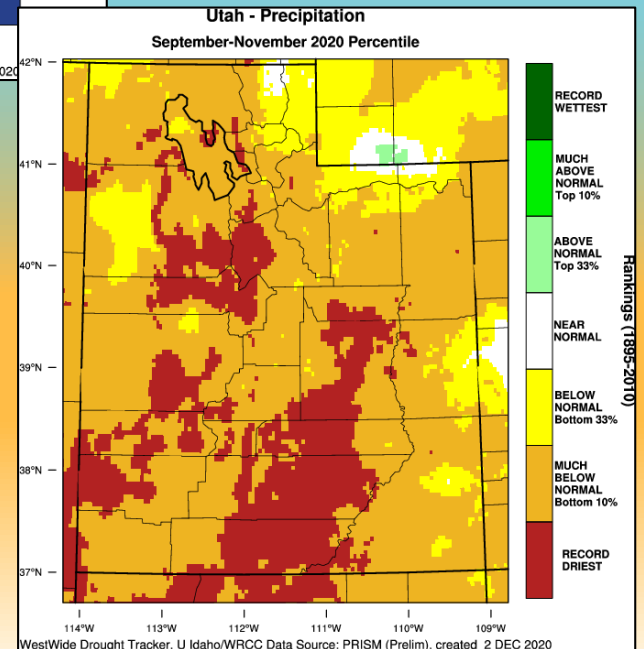 Utah - Precipitation
September-November 2020 Percentile
020
42°N
41°N
40°N
39°N
38°N
37°N
114°W 113°W 112°W 111°W 110°W 109°W
RECORD
WETTEST
MUCH
ABOVE
NORMAL
Top 10%
ABOVE
NORMAL
Top 33%
NEAR
NORMAL
BELOW
NORMAL
Bottom 33%
MUCH
BELOW
NORMAL
Bottom 10%
RECORD
DRIEST
Rankings (1895-2010)
WestWide Drought Tracker, U Idaho/WRCC Data Source: PRISM (Prelim), created 2 DEC 2020